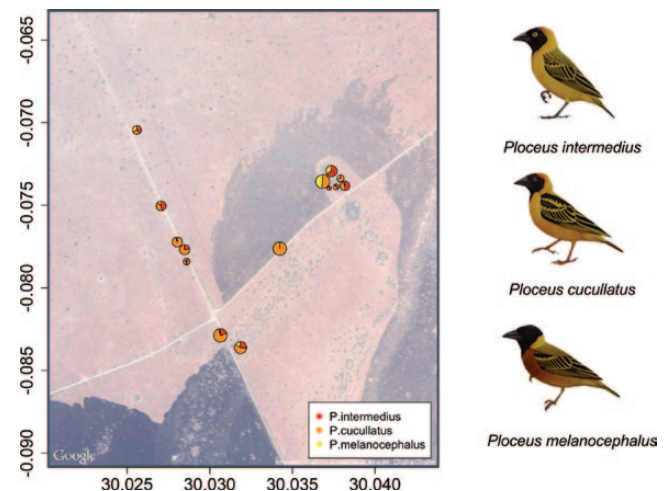 -0.065
-0.070
-0.075
-0.080
-0.085
-0.090
30.025 30.030 30.035 30.040
P.intermedius
P.cucullatus
P.melanocephalus
Google
Ploceus intermedius
Ploceus cucullatus
Ploceus melanocephalus